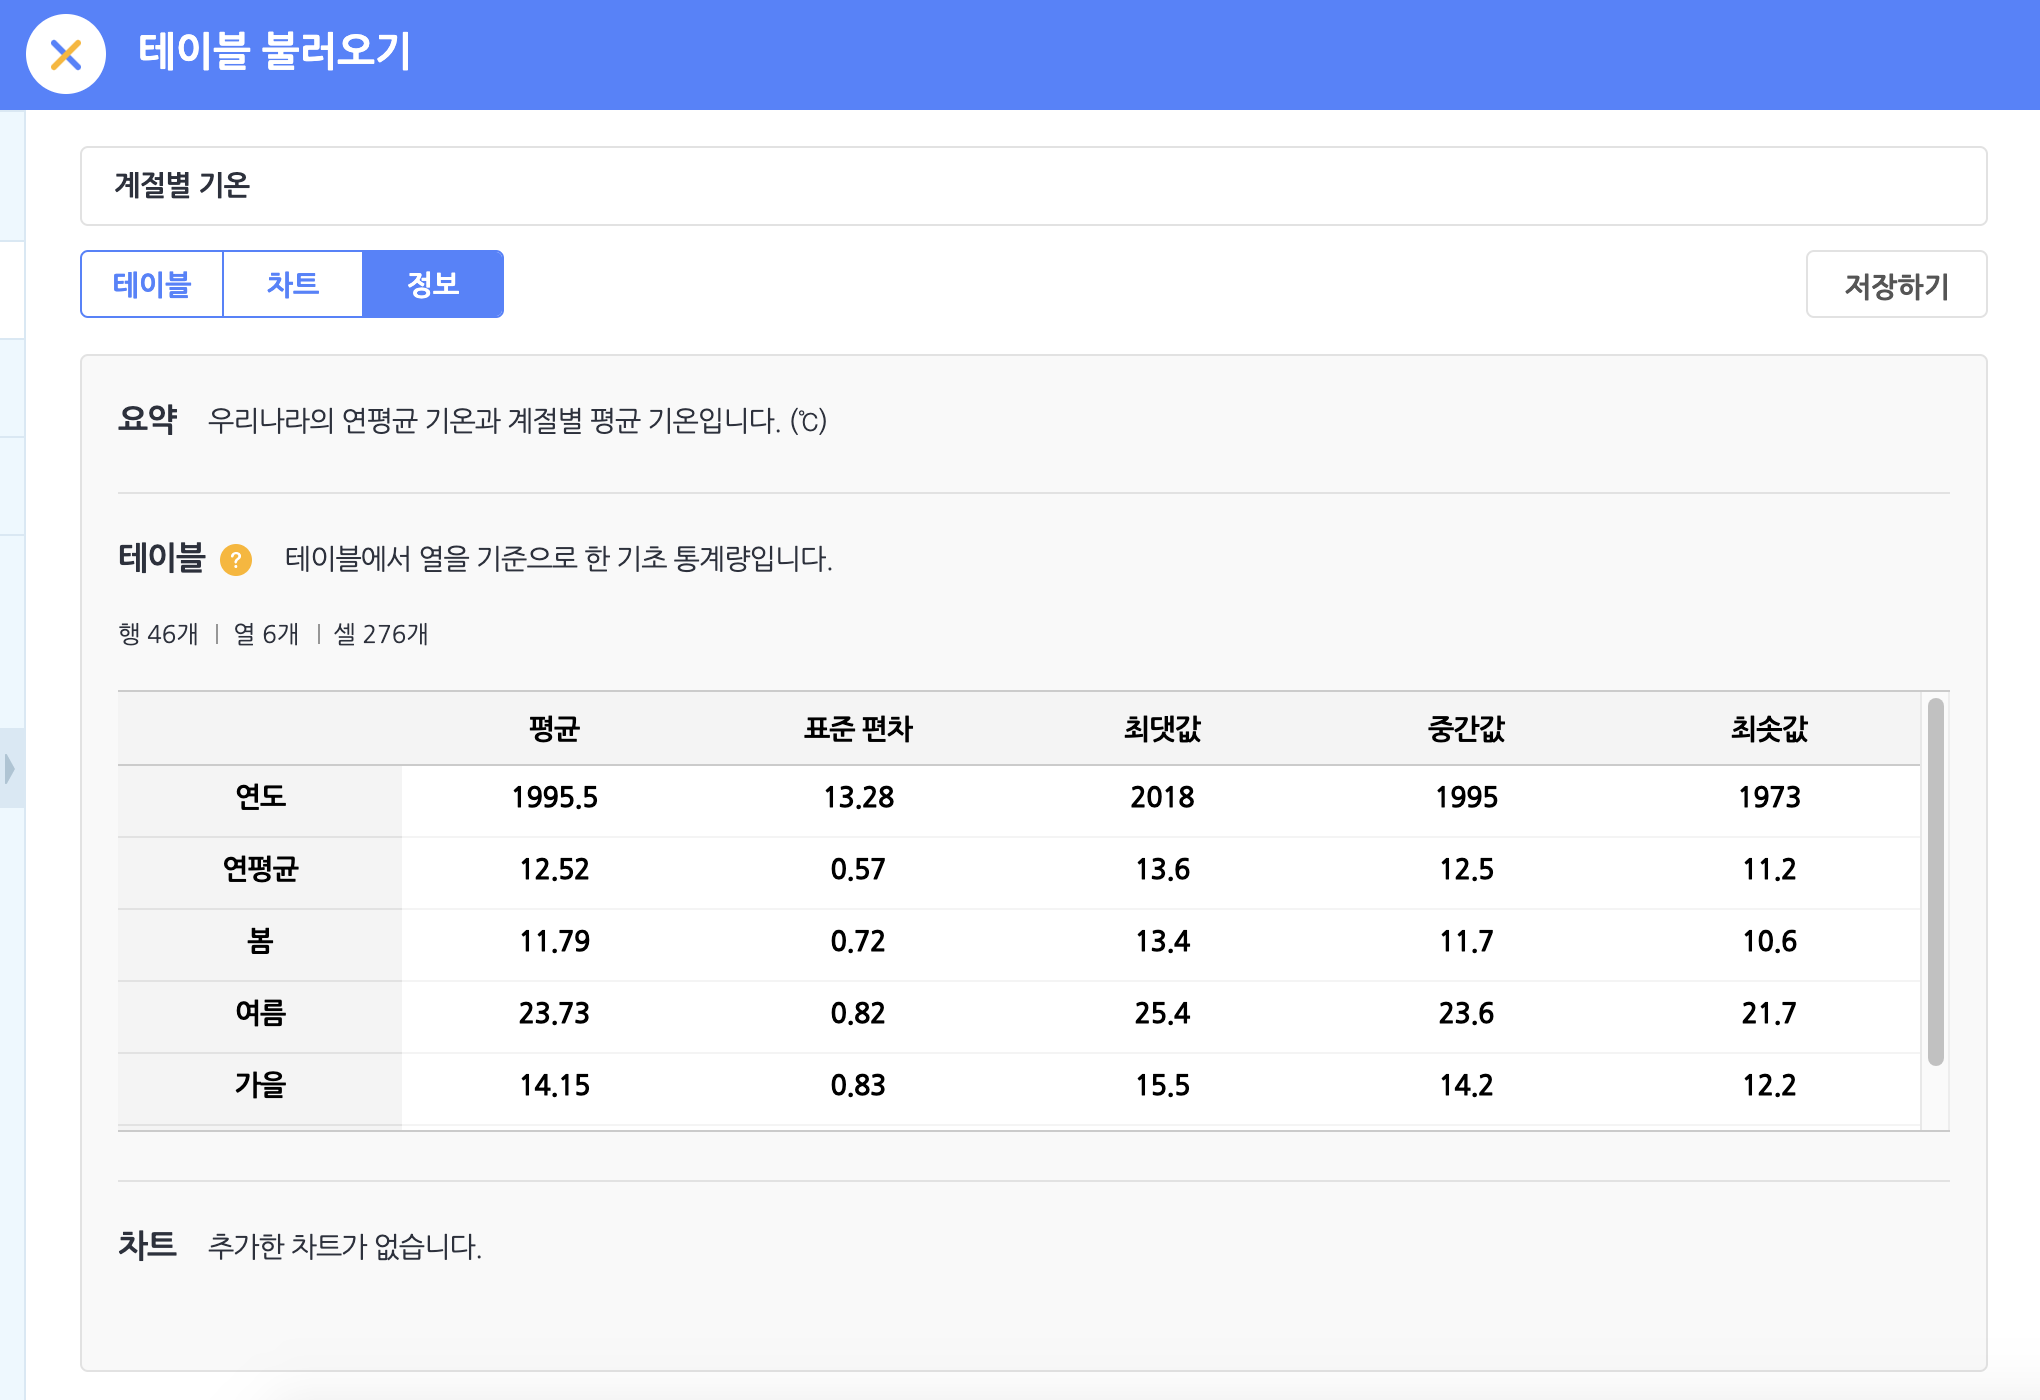 테이블 불러오기
계절별 기온
테이블 차트 정보 저장하기
요약 우리나라의 연평균 기온과 계절별 평균 기온입니다. (℃)
테이블 ? 테이블에서 열을 기준으로 한 기초 통계량입니다.
행 46개 | 열 6개 | 셀 276개
평균 표준 편차 최댓값 중간값 최솟값
연도 1995.5 13.28 2018 1995 1973
연평균 12.52 0.57 13.6 12.5 11.2
봄 11.79 0.72 13.4 11.7 10.6
여름 23.73 0.82 25.4 23.6 21.7
가을 14.15 0.83 15.5 14.2 12.2
차트 추가한 차트가 없습니다.